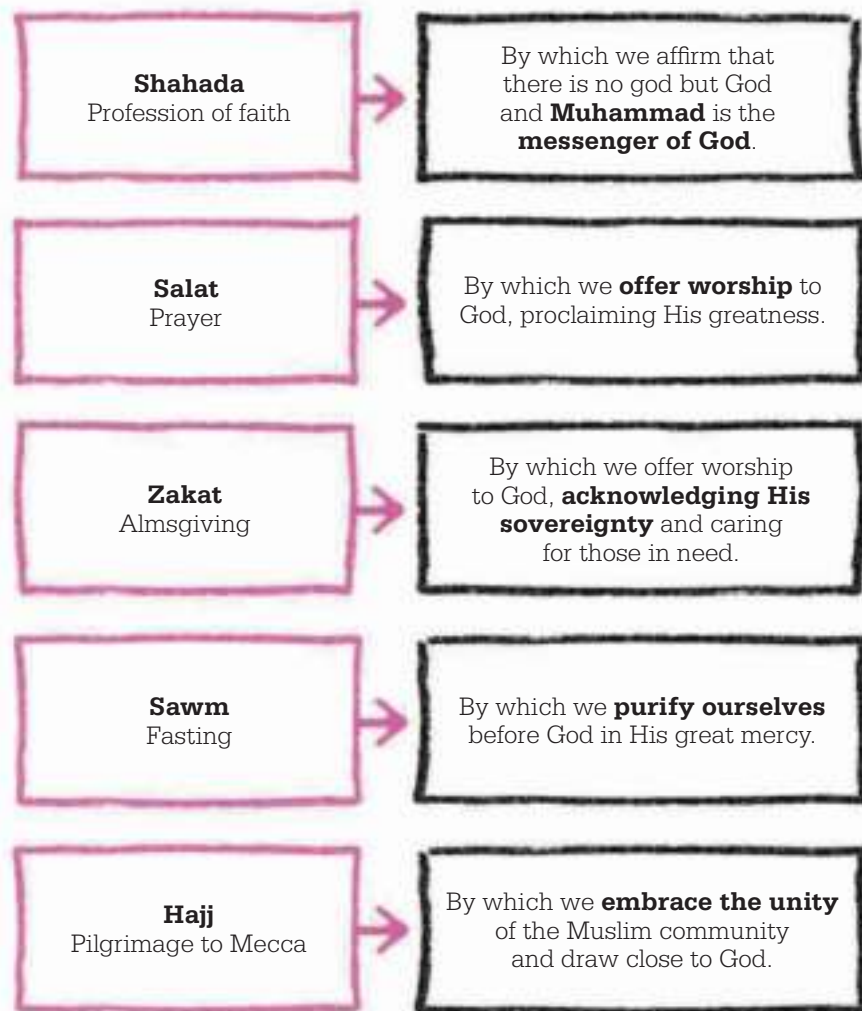 Shahada
Profession of faith
By which we affirm that
there is no god but God
and Muhammad is the
messenger of God.
Salat
Prayer
By which we offer worship to
God, proclaiming His greatness.
Zakat
Almsgiving
By which we offer worship
to God, acknowledging His
sovereignty and caring
for those in need.
Sawm
Fasting
By which we purify ourselves
before God in His great mercy.
Hajj
Pilgrimage to Mecca
By which we embrace the unity
of the Muslim community
and draw close to God.